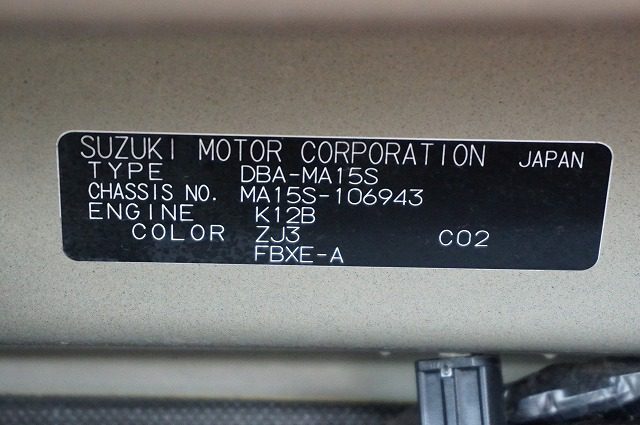 SUZUKI MOTOR CORPORATION JAPAN
TYPE DBA-MA15S
CHASSIS NO. MA15S-106943
ENGINE K12B
COLOR ZJ3 C02
FBXE-A